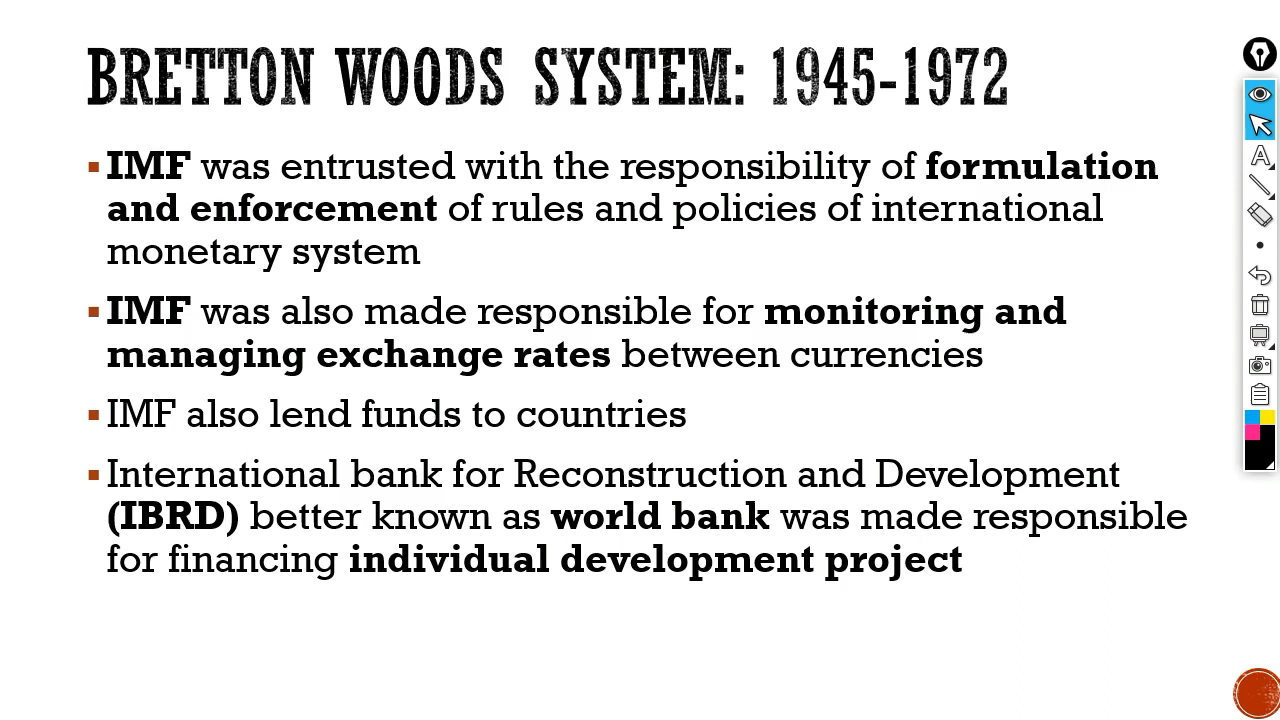 BRETTON WOODS SYSTEM: 1945-1972
IMF was entrusted with the responsibility of formulation
and enforcement of rules and policies of international
monetary system
IMF was also made responsible for monitoring and
managing exchange rates between currencies
IMF also lend funds to countries
International bank for Reconstruction and Development
(IBRD) better known as world bank was made responsible
for financing individual development project